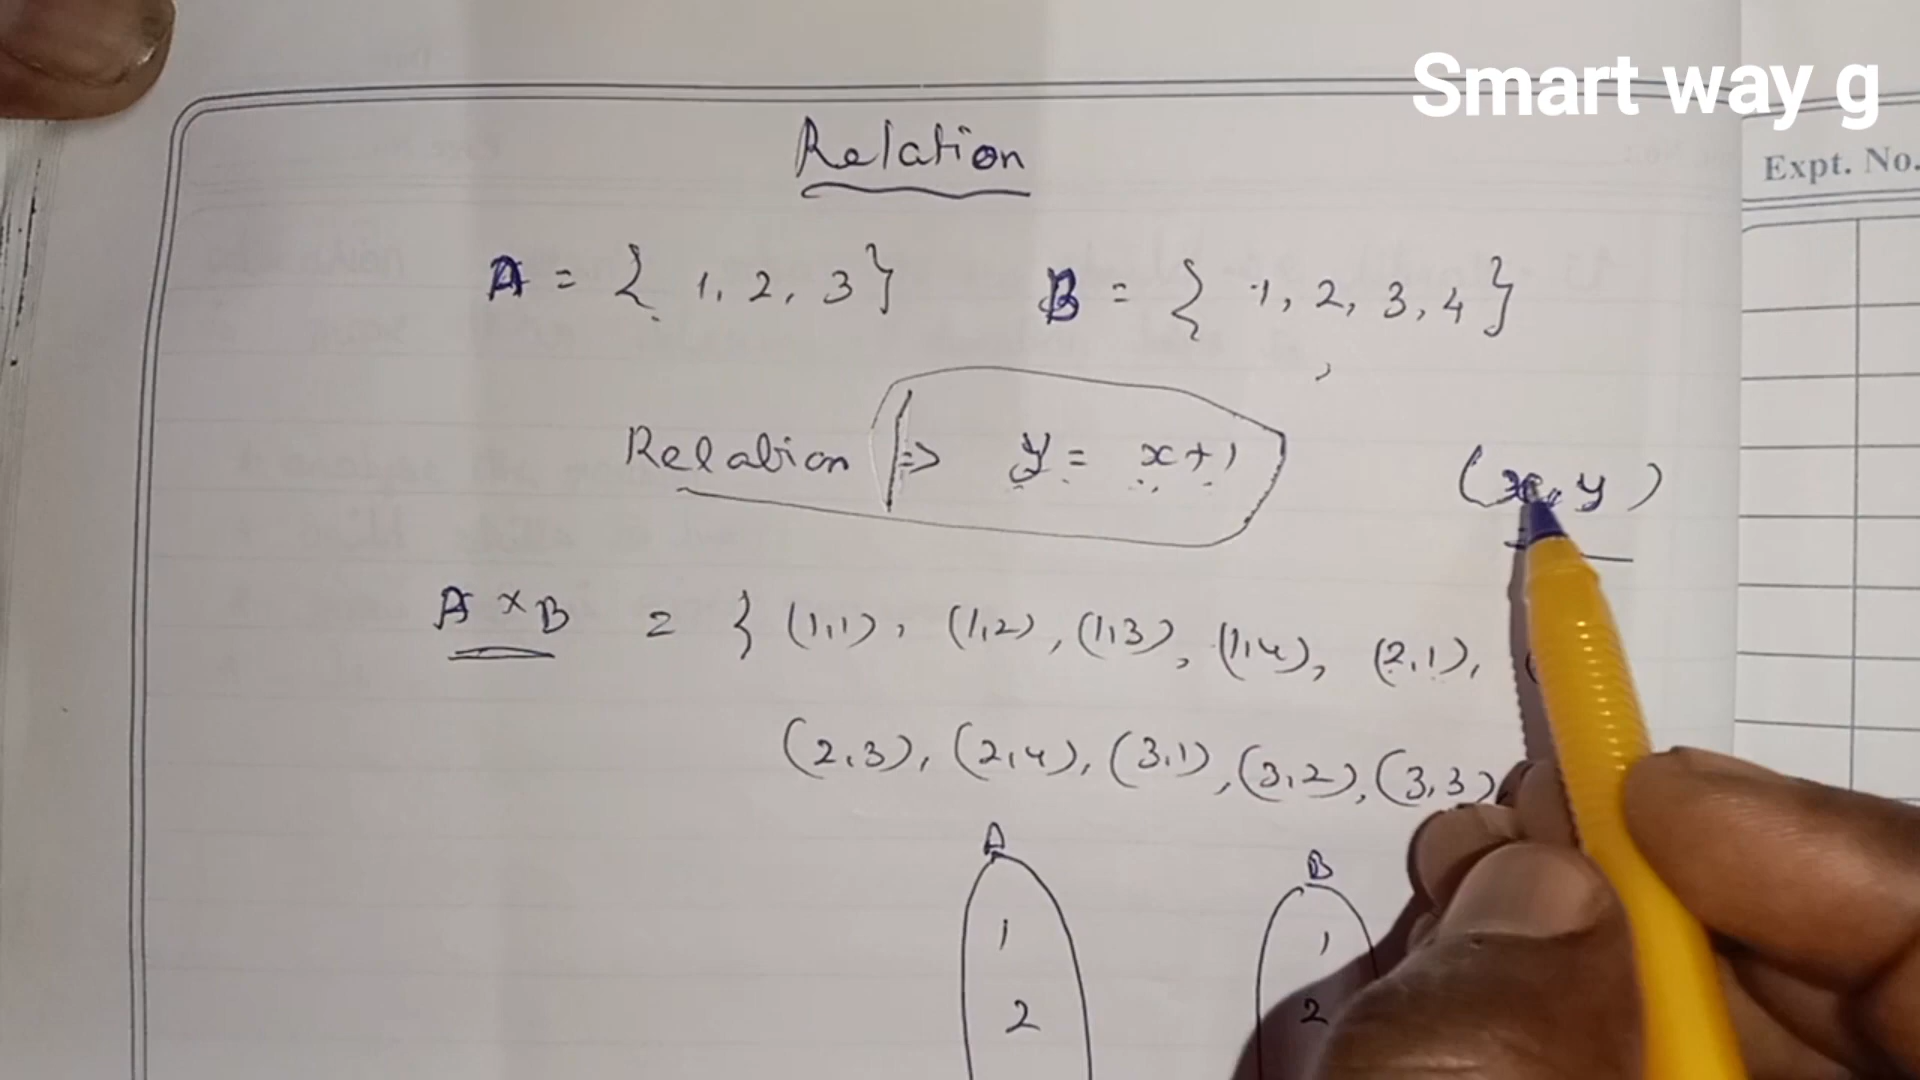 Smart way g
Expt. No.
Relation
A = { 1, 2, 3 } B = { 1, 2, 3, 4 }
Relation => y = x + 1
(x, y)
A × B = { (1,1), (1,2), (1,3), (1,4), (2,1), (
(2,3), (2,4), (3,1), (3,2), (3,3)
A B
1 1
2 2